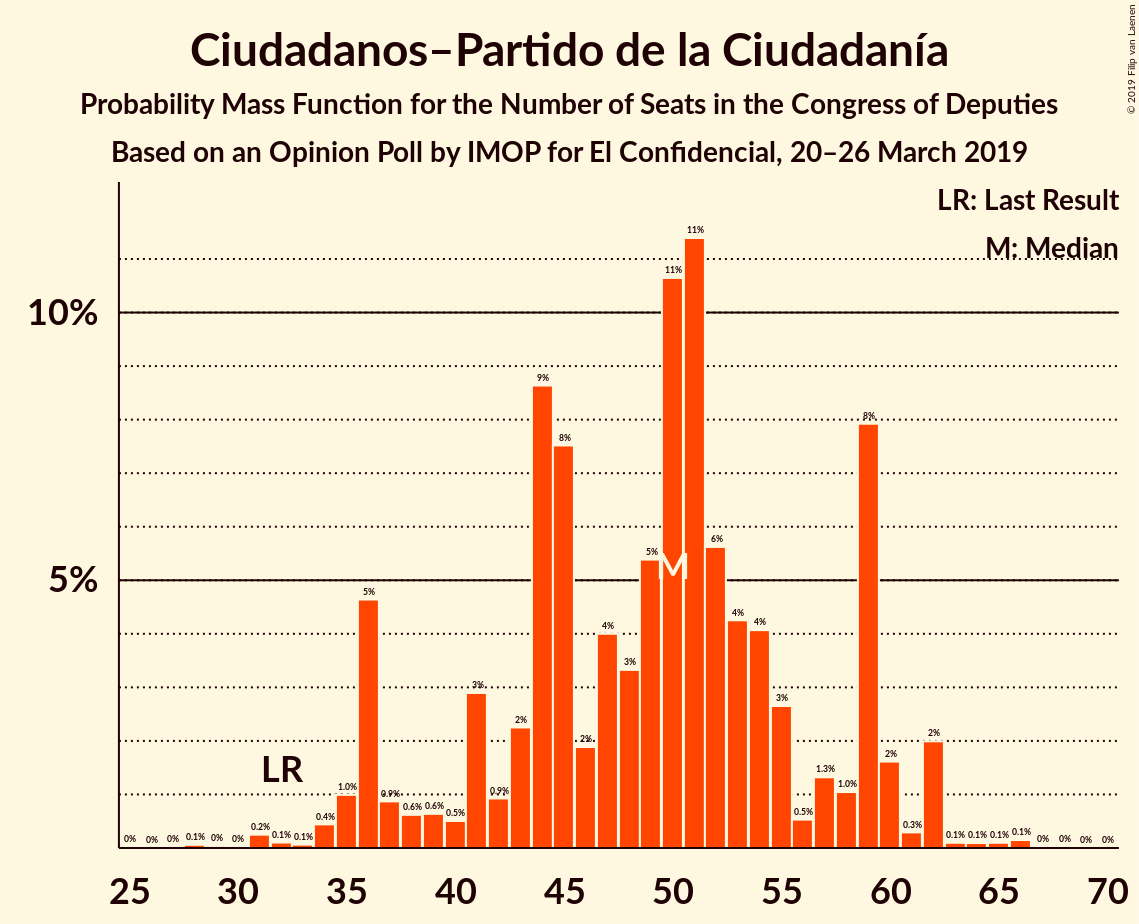 Ciudadanos–Partido de la Ciudadanía
Probability Mass Function for the Number of Seats in the Congress of Deputies
Based on an Opinion Poll by IMOP for El Confidencial, 20–26 March 2019
© 2019 Filip van Laenen
LR: Last Result
M: Median
10%
5%
0% 0% 0% 0.1% 0% 0% 0.2% 0.1% 0.1% 0.4% 1.0% 5% 0.9% 0.6% 0.6% 0.5% 3% 0.9% 2% 9% 8% 2% 4% 3% 5% 11% 11% 6% 4% 4% 3% 0.5% 1.3% 1.0% 8% 2% 0.3% 2% 0.1% 0.1% 0.1% 0.1% 0% 0% 0% 0%
LR
M
25 30 35 40 45 50 55 60 65 70